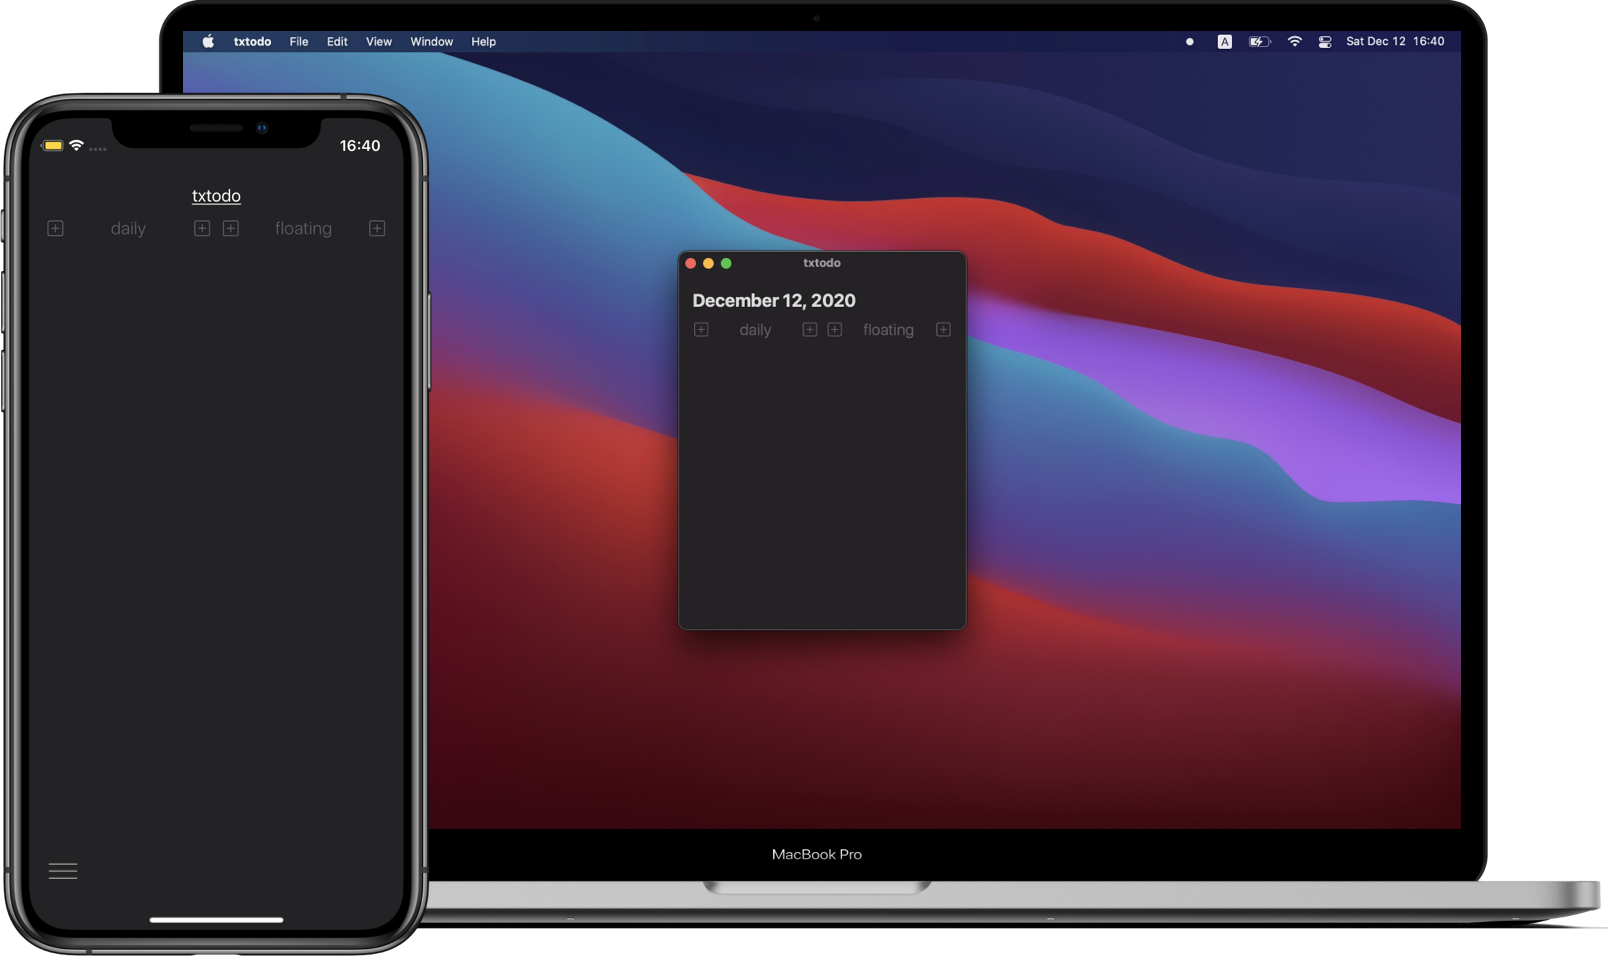 txtodo File Edit View Window Help
A Sat Dec 12 16:40
16:40
txtodo
daily floating
txtodo
December 12, 2020
daily floating
MacBook Pro